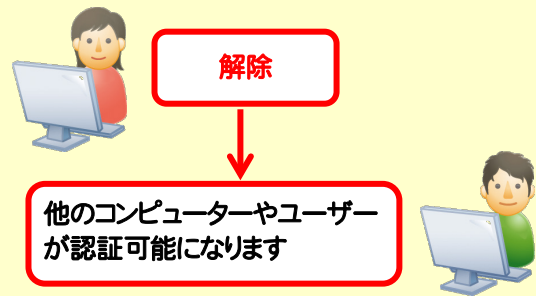 解除
他のコンピューターやユーザー
が認証可能になります